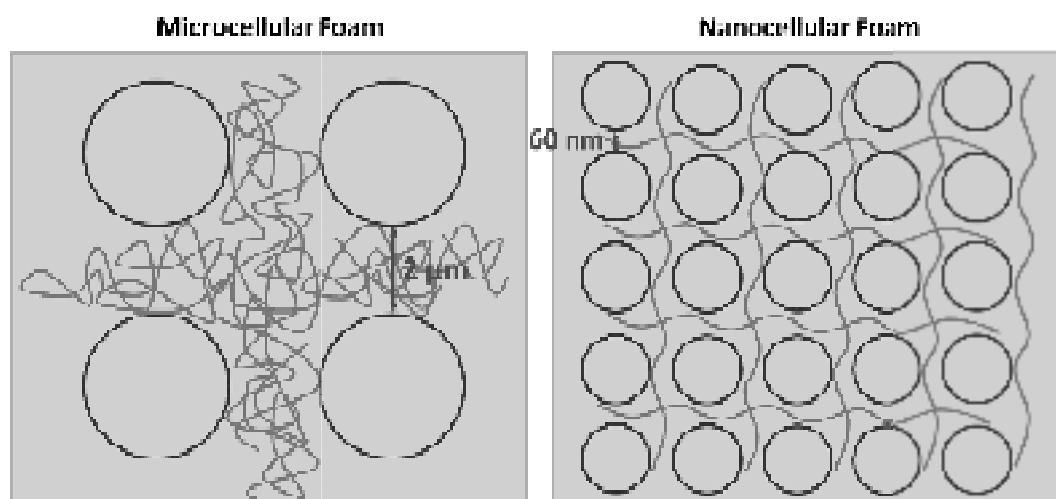 Microcellular Foam
Nanocellular Foam
60 nm
2 μm